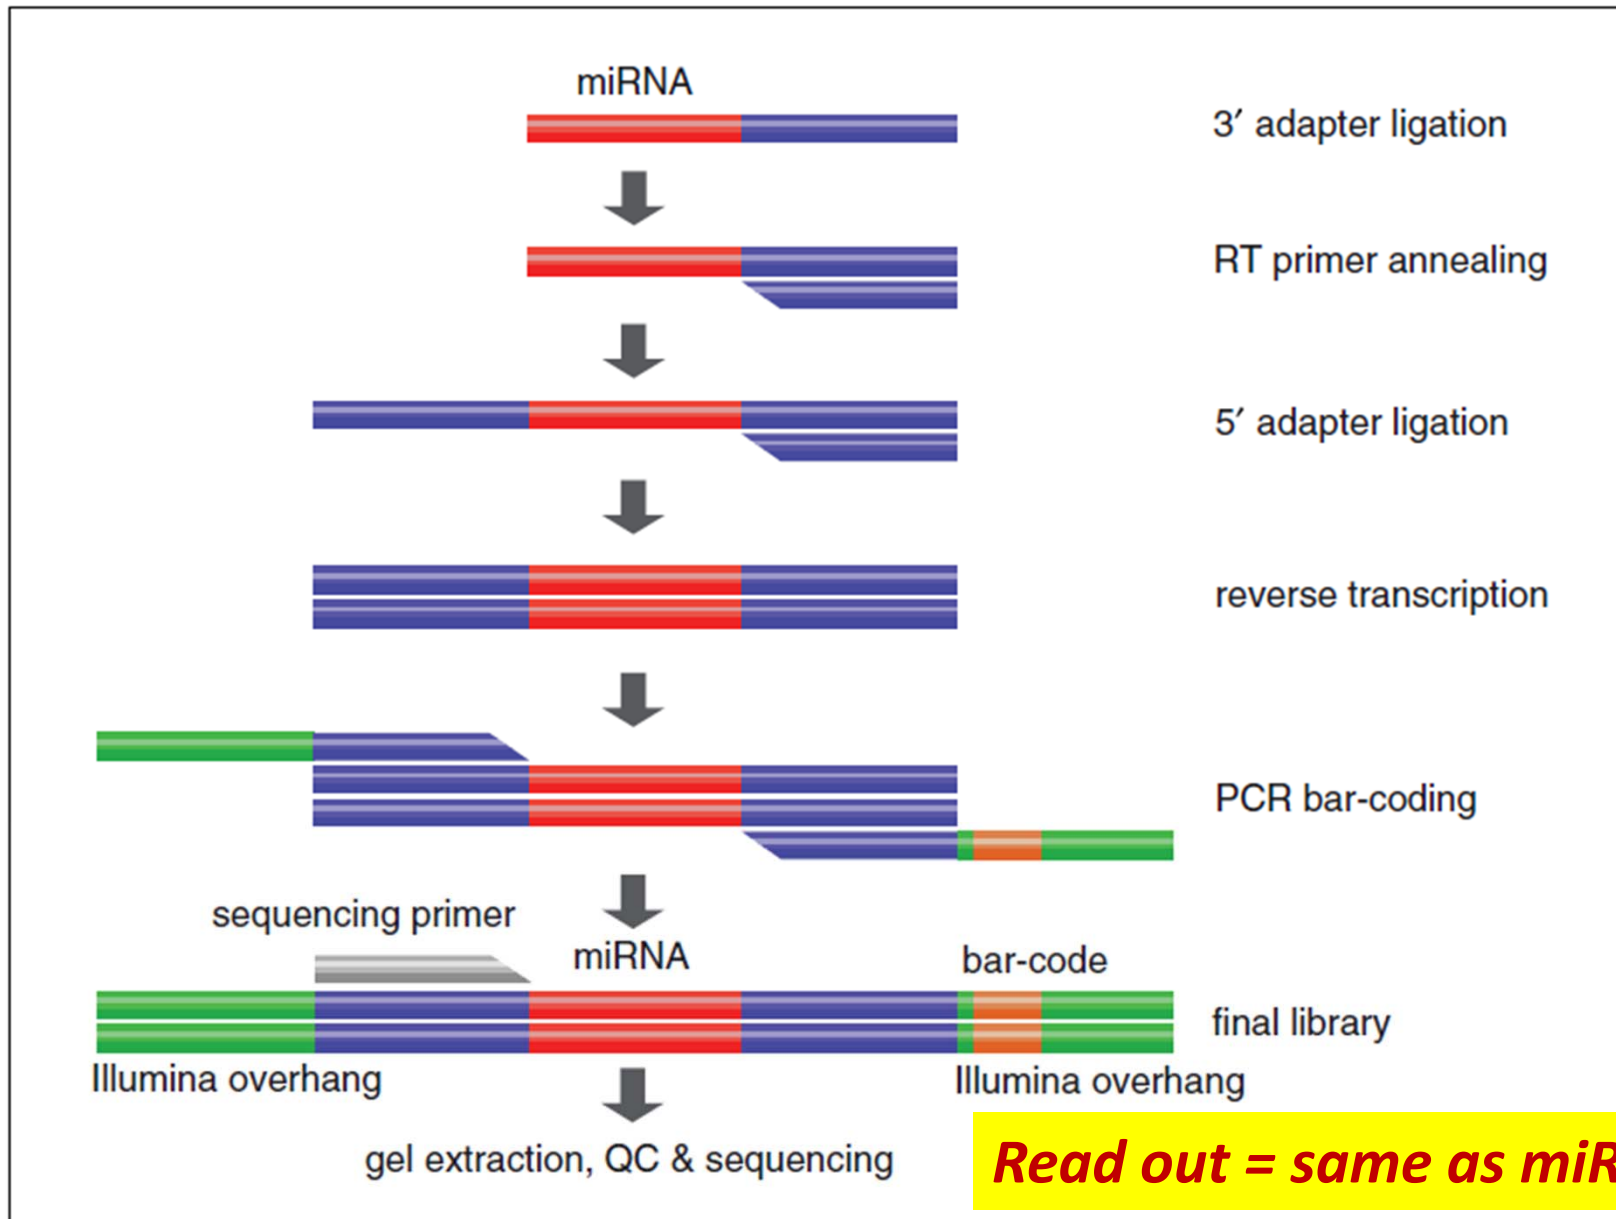 miRNA
3′ adapter ligation
RT primer annealing
5′ adapter ligation
reverse transcription
PCR bar-coding
sequencing primer
miRNA
bar-code
final library
Illumina overhang
Illumina overhang
gel extraction, QC & sequencing
Read out = same as miR